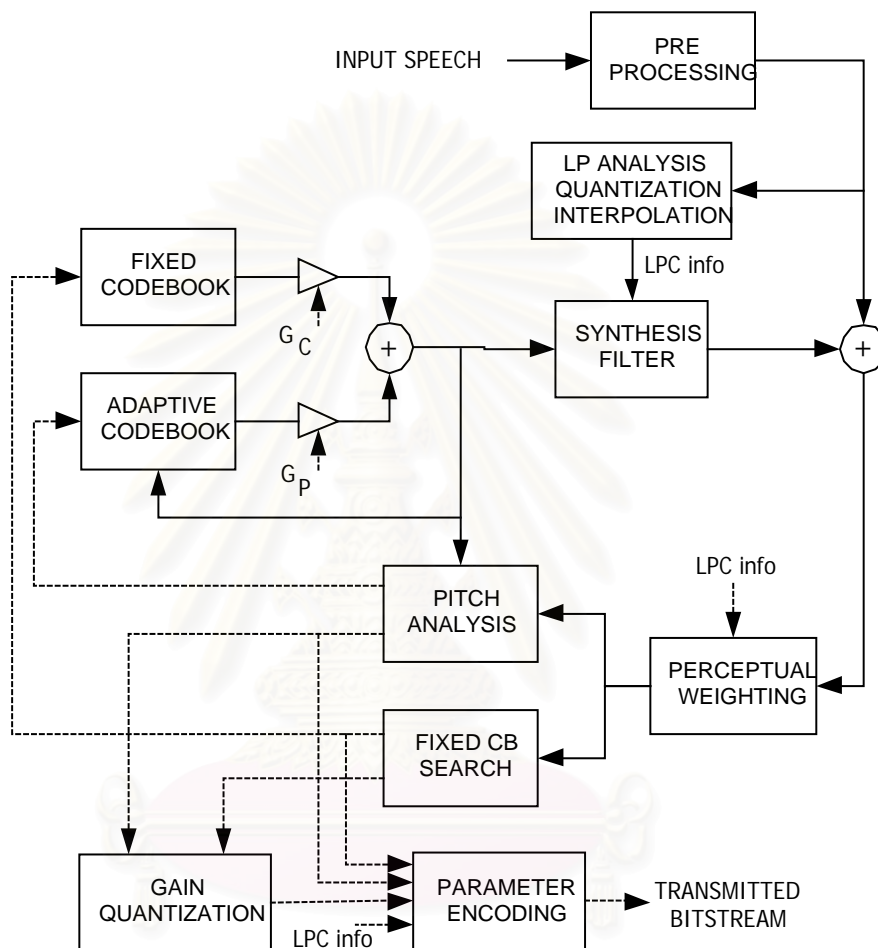 INPUT SPEECH
PRE
PROCESSING
LP ANALYSIS
QUANTIZATION
INTERPOLATION
LPC info
FIXED
CODEBOOK
G C
SYNTHESIS
FILTER
+
+
ADAPTIVE
CODEBOOK
G P
PITCH
ANALYSIS
LPC info
PERCEPTUAL
WEIGHTING
FIXED CB
SEARCH
GAIN
QUANTIZATION
LPC info
PARAMETER
ENCODING
TRANSMITTED
BITSTREAM